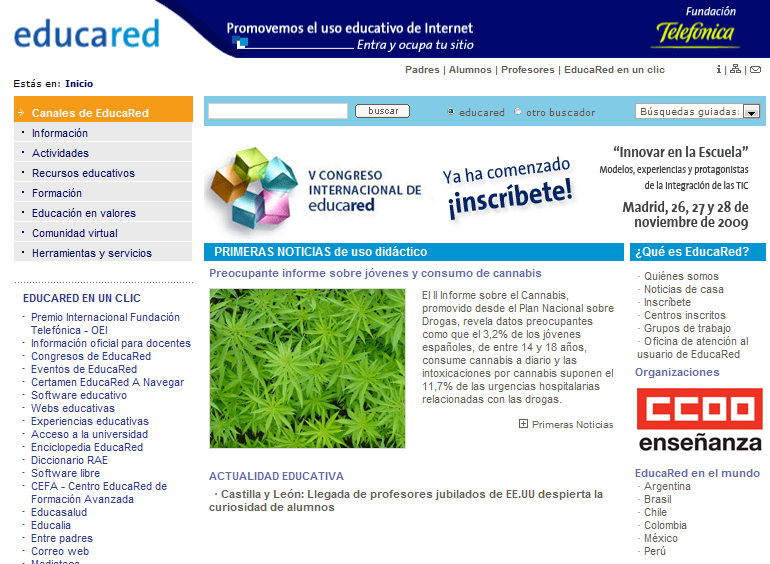 educared
Promovemos el uso educativo de Internet
Entra y ocupa tu sitio
Fundación
Telefónica
Padres | Alumnos | Profesores | EducaRed en un clic
i | |
Estás en: Inicio
Canales de EducaRed
· Información
· Actividades
· Recursos educativos
· Formación
· Educación en valores
· Comunidad virtual
· Herramientas y servicios
buscar
educared
otro buscador
Búsquedas guiadas:
V CONGRESO
INTERNACIONAL DE
educared
Ya ha comenzado
¡inscríbete!
“Innovar en la Escuela”
Modelos, experiencias y protagonistas
de la Integración de las TIC
Madrid, 26, 27 y 28 de
noviembre de 2009
EDUCARED EN UN CLIC
- Premio Internacional Fundación
Telefónica - OEI
- Información oficial para docentes
- Congresos de EducaRed
- Eventos de EducaRed
- Certamen EducaRed A Navegar
- Software educativo
- Webs educativas
- Experiencias educativas
- Acceso a la universidad
- Enciclopedia EducaRed
- Diccionario RAE
- Software libre
- CEFA - Centro EducaRed de
Formación Avanzada
- Educasalud
- Educalia
- Entre padres
- Correo web
- Mediateca
PRIMERAS NOTICIAS de uso didáctico
Preocupante informe sobre jóvenes y consumo de cannabis
El II Informe sobre el Cannabis,
promovido desde el Plan Nacional sobre
Drogas, revela datos preocupantes
como que el 3,2% de los jóvenes
españoles, de entre 14 y 18 años,
consume cannabis a diario y las
intoxicaciones por cannabis suponen el
11,7% de las urgencias hospitalarias
relacionadas con las drogas.
Primeras Noticias
ACTUALIDAD EDUCATIVA
· Castilla y León: Llegada de profesores jubilados de EE.UU despierta la
curiosidad de alumnos
¿Qué es EducaRed?
· Quiénes somos
· Noticias de casa
· Inscríbete
· Centros inscritos
· Grupos de trabajo
· Oficina de atención al
usuario de EducaRed
Organizaciones
CCOO
enseñanza
EducaRed en el mundo
· Argentina
· Brasil
· Chile
· Colombia
· México
· Perú